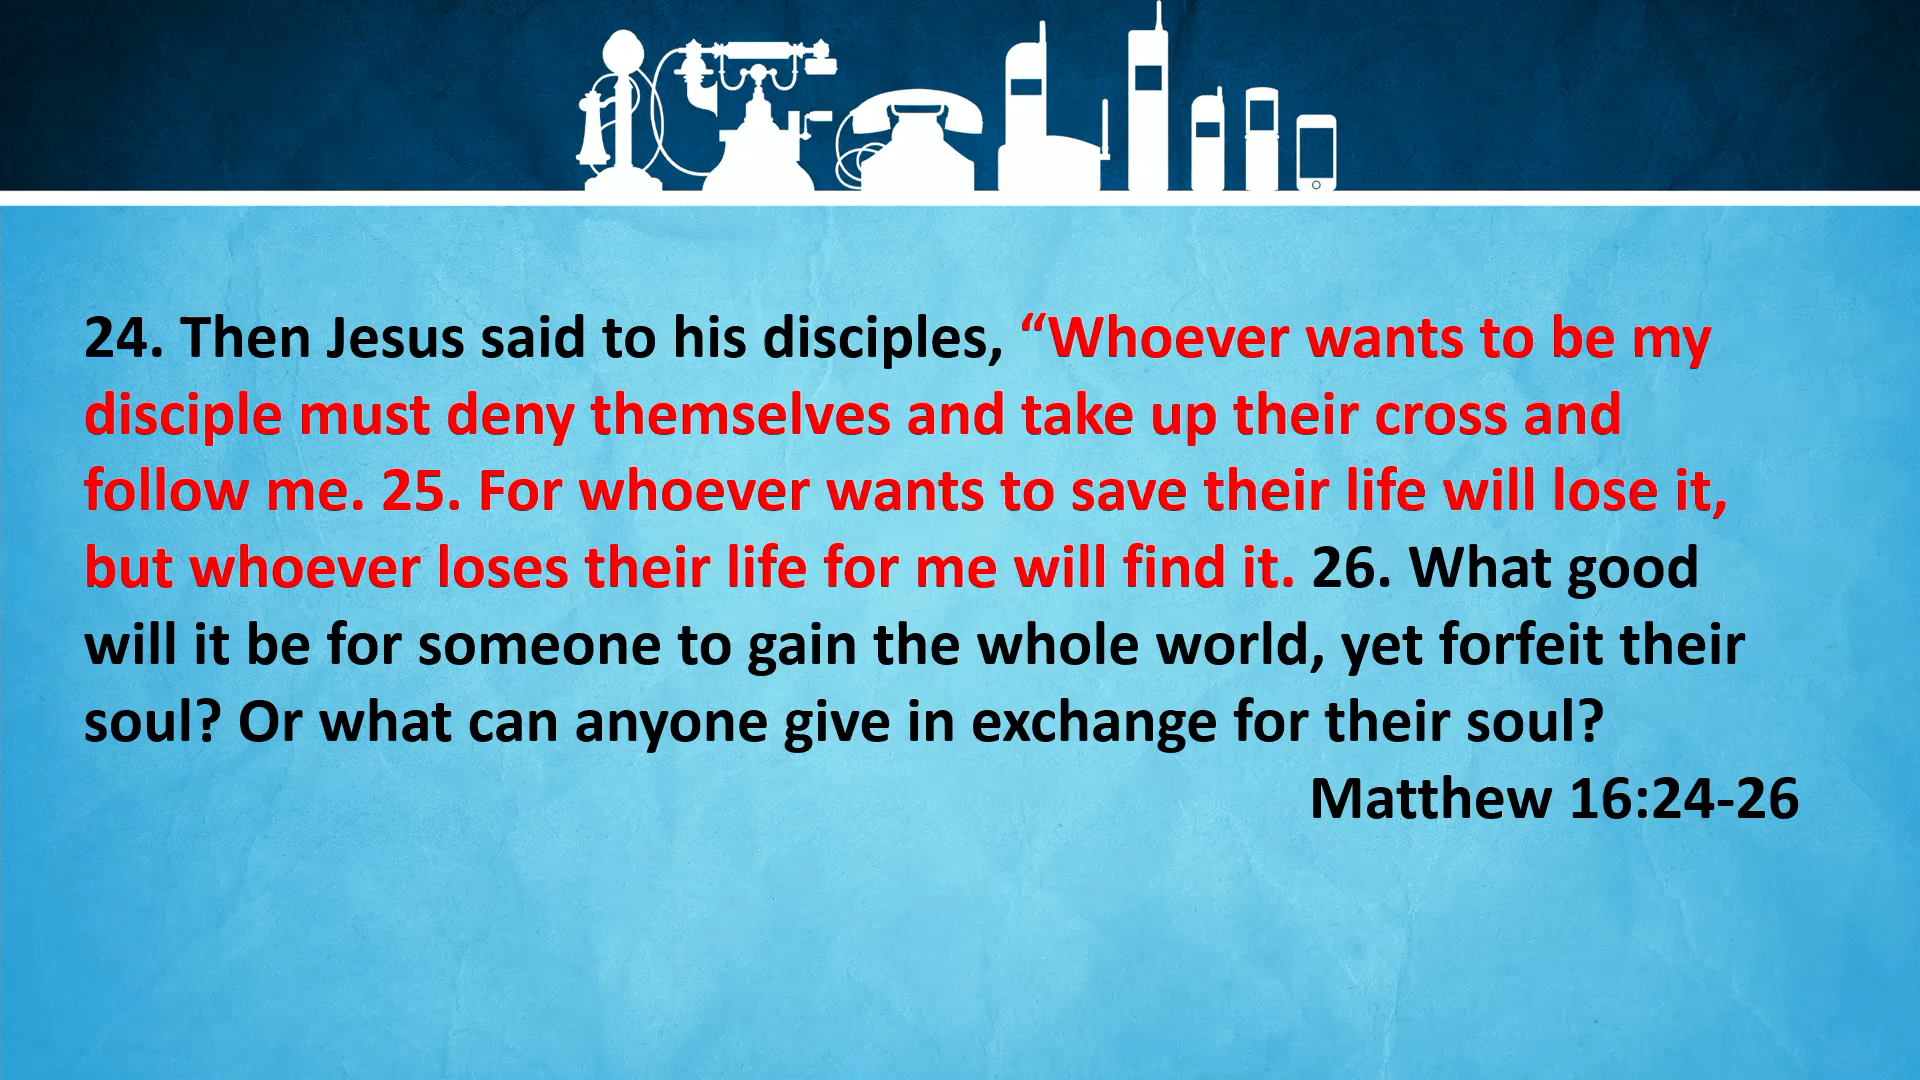 24. Then Jesus said to his disciples, “Whoever wants to be my
disciple must deny themselves and take up their cross and
follow me. 25. For whoever wants to save their life will lose it,
but whoever loses their life for me will find it. 26. What good
will it be for someone to gain the whole world, yet forfeit their
soul? Or what can anyone give in exchange for their soul?
Matthew 16:24-26